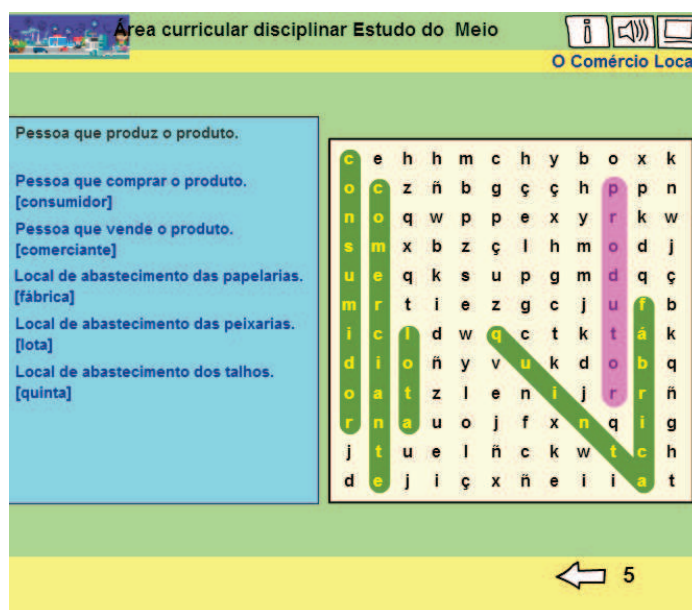 Área curricular disciplinar Estudo do Meio
O Comércio Loca
Pessoa que produz o produto.
Pessoa que comprar o produto.
[consumidor]
Pessoa que vende o produto.
[comerciante]
Local de abastecimento das papelarias.
[fábrica]
Local de abastecimento das peixarias.
[lota]
Local de abastecimento dos talhos.
[quinta]
c e h h m c h y b o x k
o c z ñ b g ç ç h p p n
n o q w p p e x y r k w
s m x b z ç l h m o d j
u e q k s u p g m d q ç
m r t i e z g c j u f b
i c l d w q c t k t á k
d i o ñ y v u k d o b q
o a t z l e n i j r r ñ
r n a u o j f x n q i g
j t u e l ñ c k w t c h
d e j i ç x ñ e i i a t
5